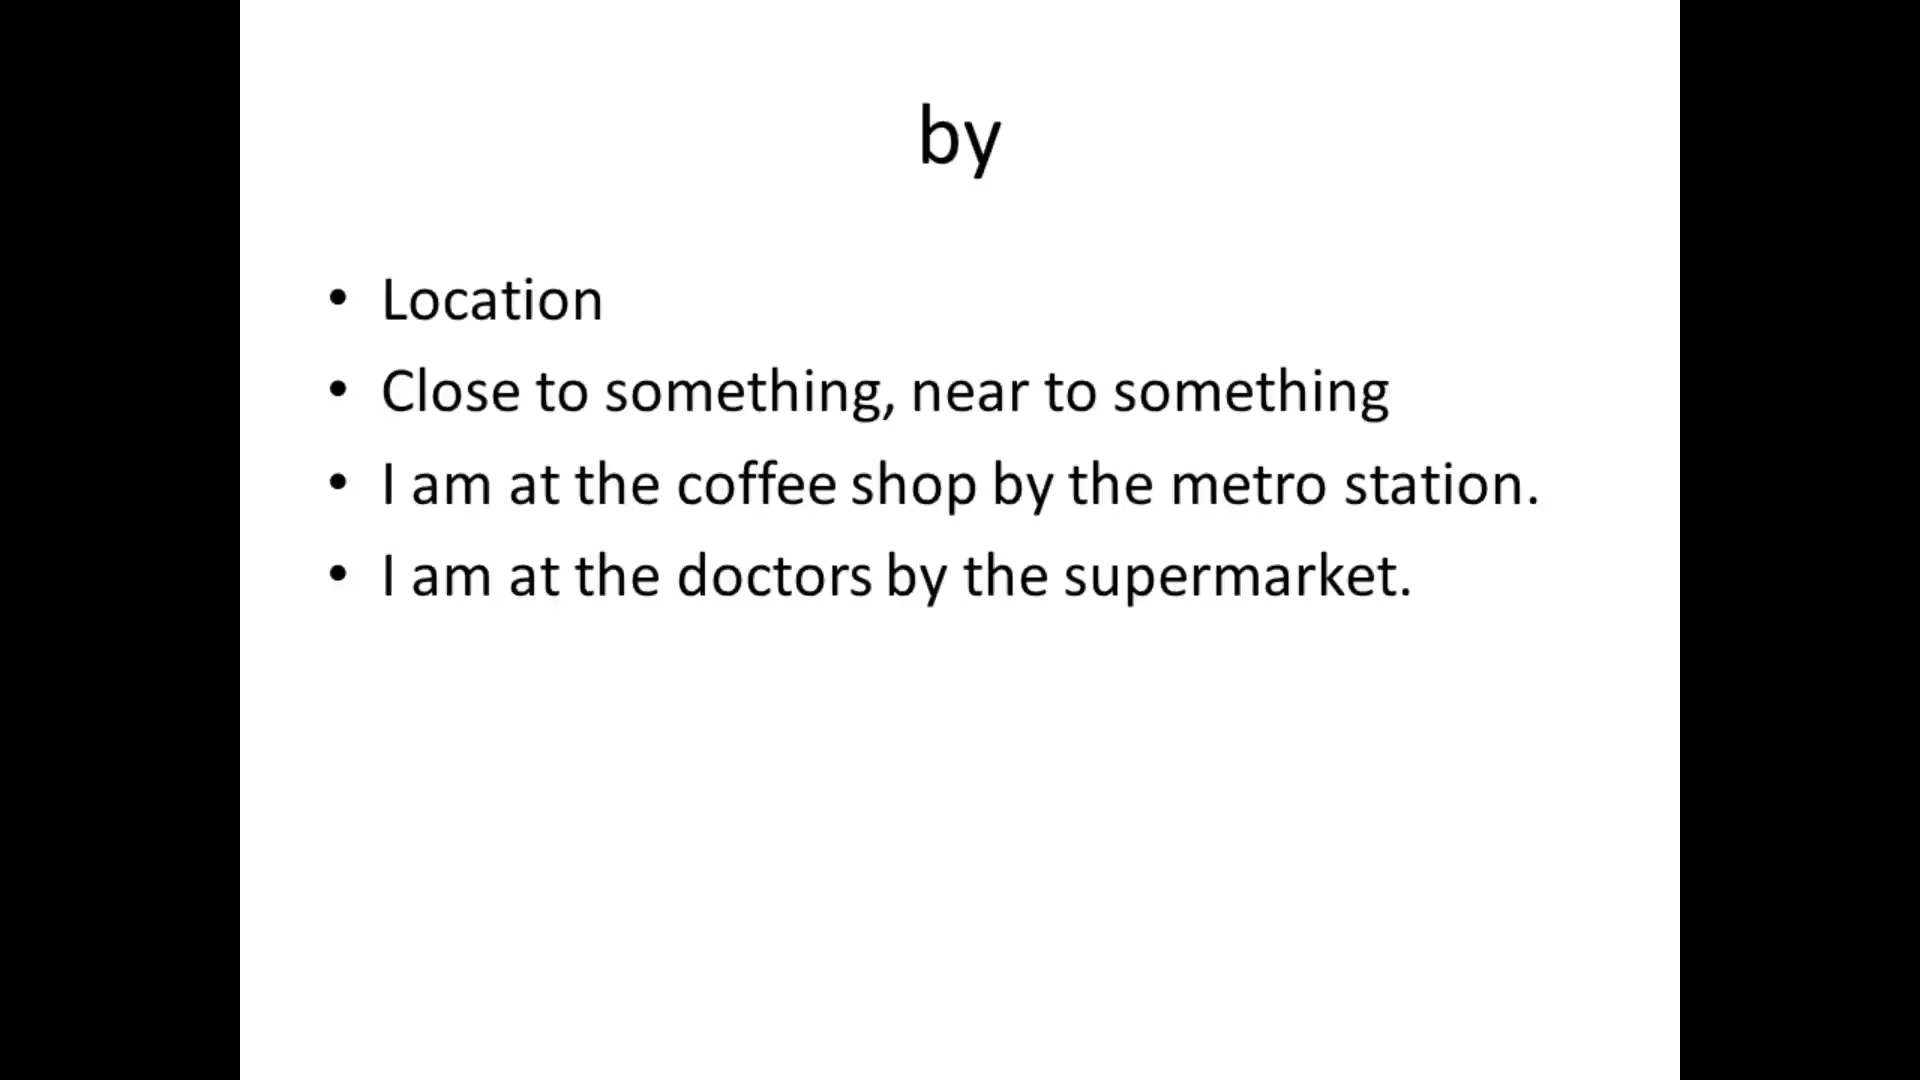 by
• Location
• Close to something, near to something
• I am at the coffee shop by the metro station.
• I am at the doctors by the supermarket.